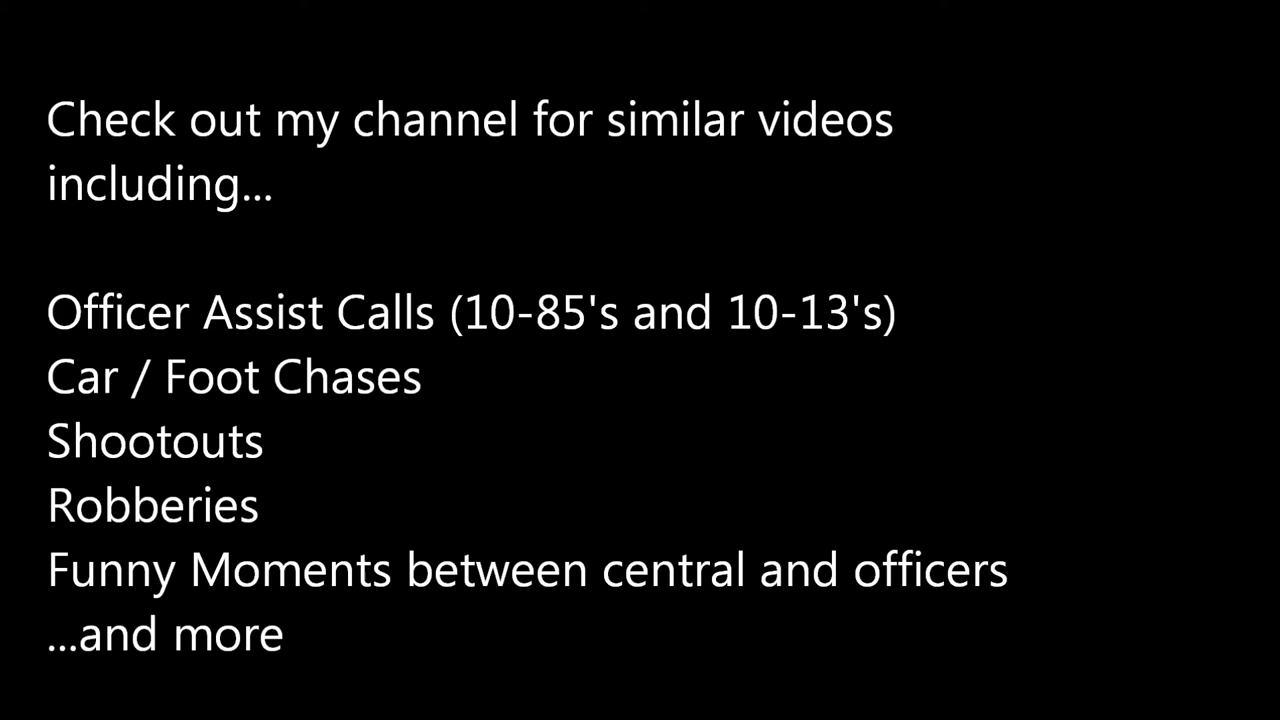 Check out my channel for similar videos
including...
Officer Assist Calls (10-85's and 10-13's)
Car / Foot Chases
Shootouts
Robberies
Funny Moments between central and officers
...and more